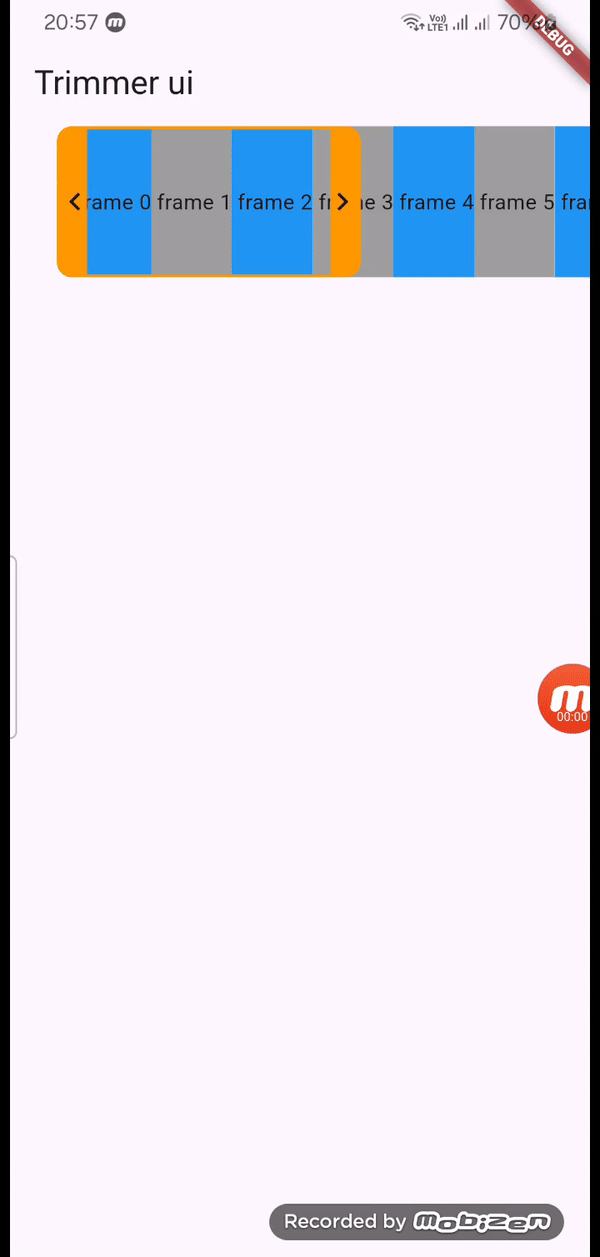 20:57 m Vo)) LTE1 70%
DEBUG
Trimmer ui
rame 0 frame 1 frame 2 fr e 3 frame 4 frame 5 fra
00:00
Recorded by mobizen